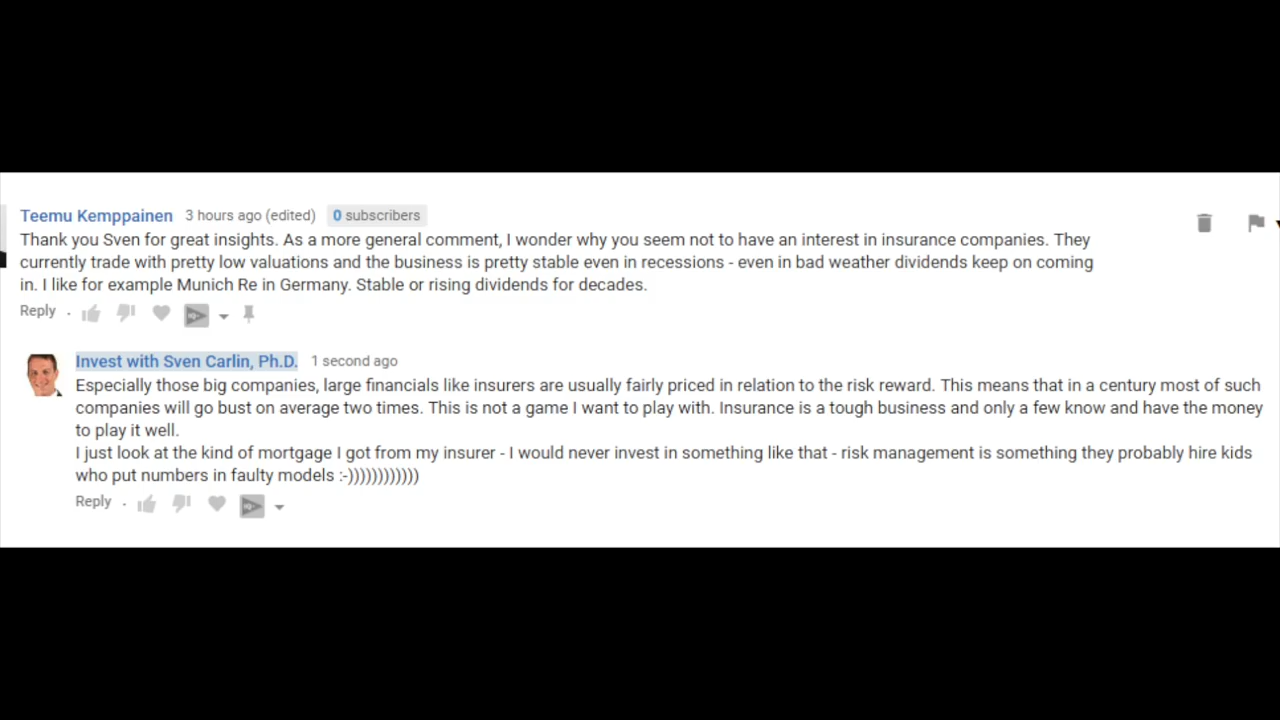 Teemu Kemppainen 3 hours ago (edited) 0 subscribers
Thank you Sven for great insights. As a more general comment, I wonder why you seem not to have an interest in insurance companies. They
currently trade with pretty low valuations and the business is pretty stable even in recessions - even in bad weather dividends keep on coming
in. I like for example Munich Re in Germany. Stable or rising dividends for decades.
Reply
Invest with Sven Carlin, Ph.D. 1 second ago
Especially those big companies, large financials like insurers are usually fairly priced in relation to the risk reward. This means that in a century most of such
companies will go bust on average two times. This is not a game I want to play with. Insurance is a tough business and only a few know and have the money
to play it well.
I just look at the kind of mortgage I got from my insurer - I would never invest in something like that - risk management is something they probably hire kids
who put numbers in faulty models :-))))))))))))
Reply